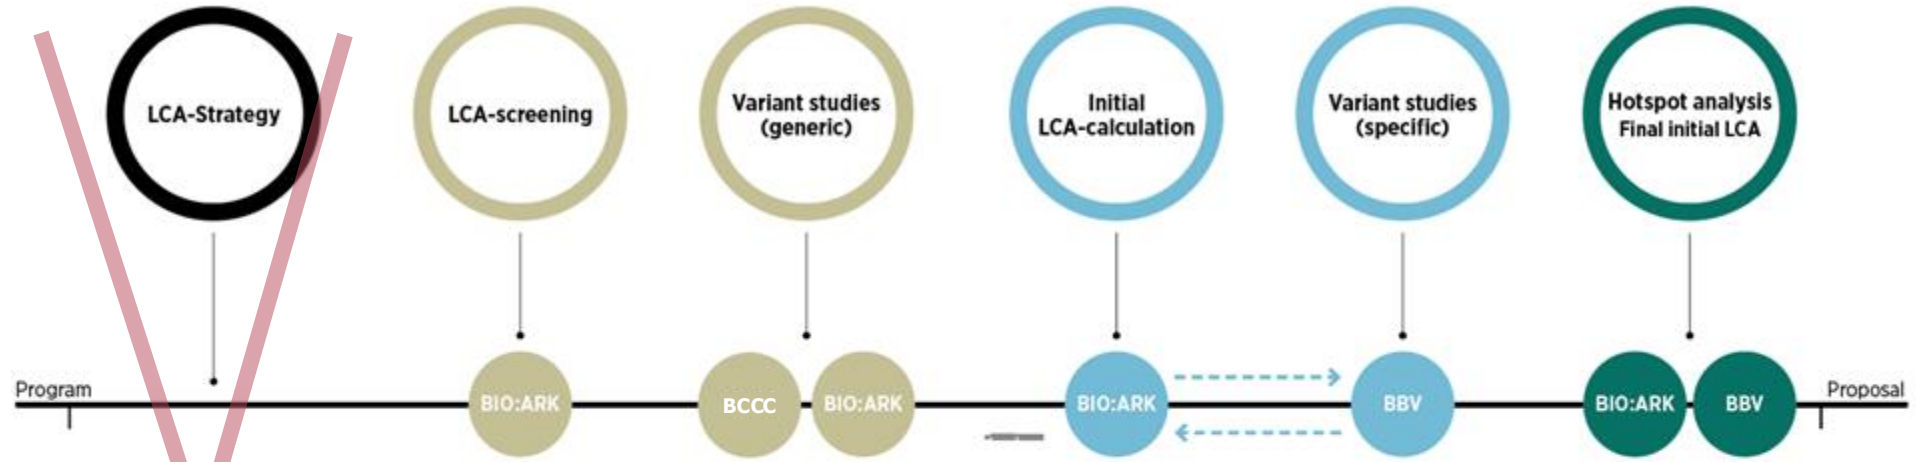 LCA-Strategy
LCA-screening
Variant studies
(generic)
Initial
LCA-calculation
Variant studies
(specific)
Hotspot analysis
Final initial LCA
Program
BIO:ARK
BCCC
BIO:ARK
BIO:ARK
BBV
BIO:ARK
BBV
Proposal